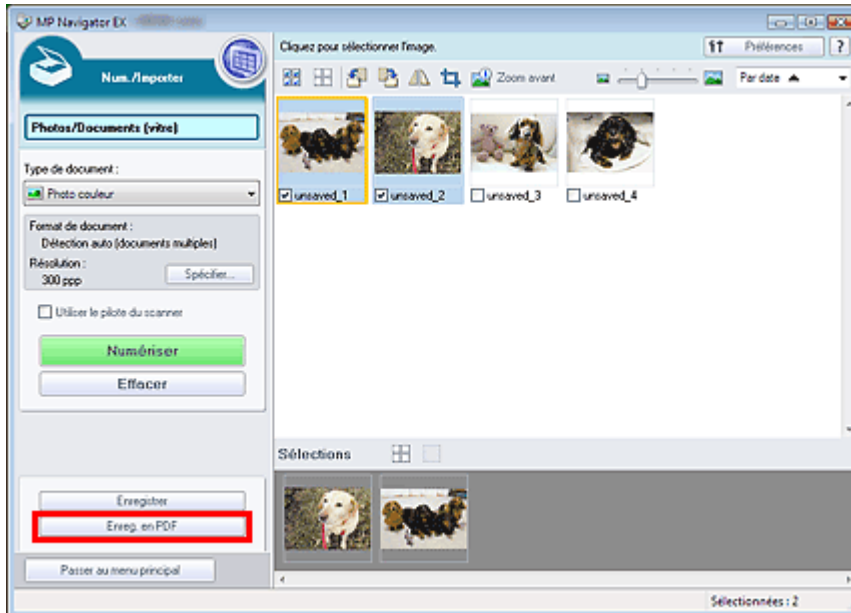 MP Navigator EX
Num./Importer
Photos/Documents (vitre)
Type de document :
Photo couleur
Format de document :
Détection auto (documents multiples)
Résolution :
300 ppp
Spécifier...
Utiliser le pilote du scanner
Numériser
Effacer
Enregistrer
Enreg. en PDF
Passer au menu principal
Cliquez pour sélectionner l'image.
Préférences
?
Zoom avant
Par date
unsaved_1
unsaved_2
unsaved_3
unsaved_4
Sélections
Sélectionnées : 2